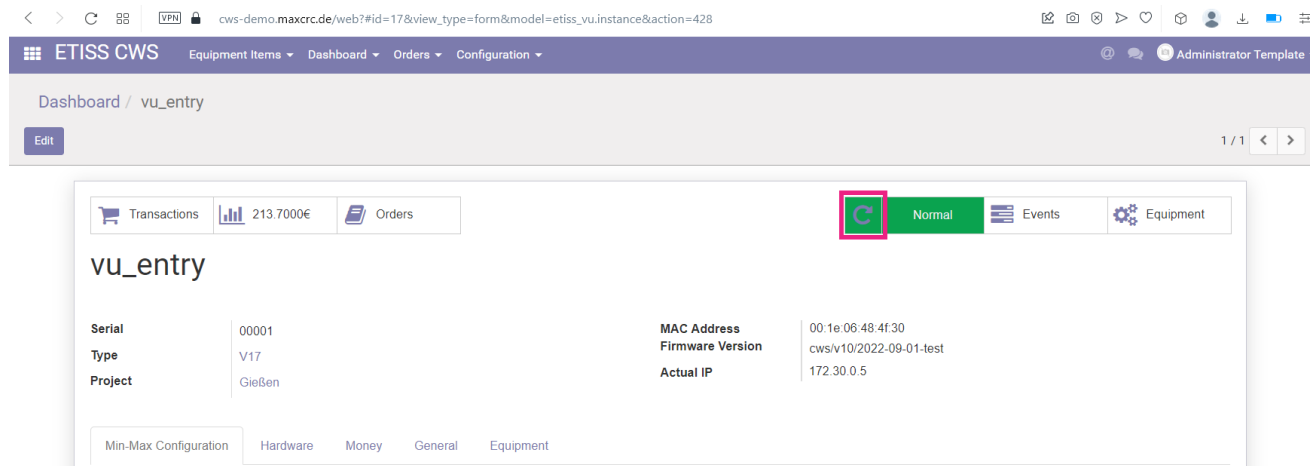 VPN cws-demo.maxcrc.de/web?#id=17&view_type=form&model=etiss_vu.instance&action=428
ETISS CWS Equipment Items Dashboard Orders Configuration @ Administrator Template
Dashboard / vu_entry
Edit 1 / 1
Transactions 213.7000€ Orders Normal Events Equipment
vu_entry
Serial 00001 MAC Address 00:1e:06:48:4f:30
Type V17 Firmware Version cws/v10/2022-09-01-test
Project Gießen Actual IP 172.30.0.5
Min-Max Configuration Hardware Money General Equipment